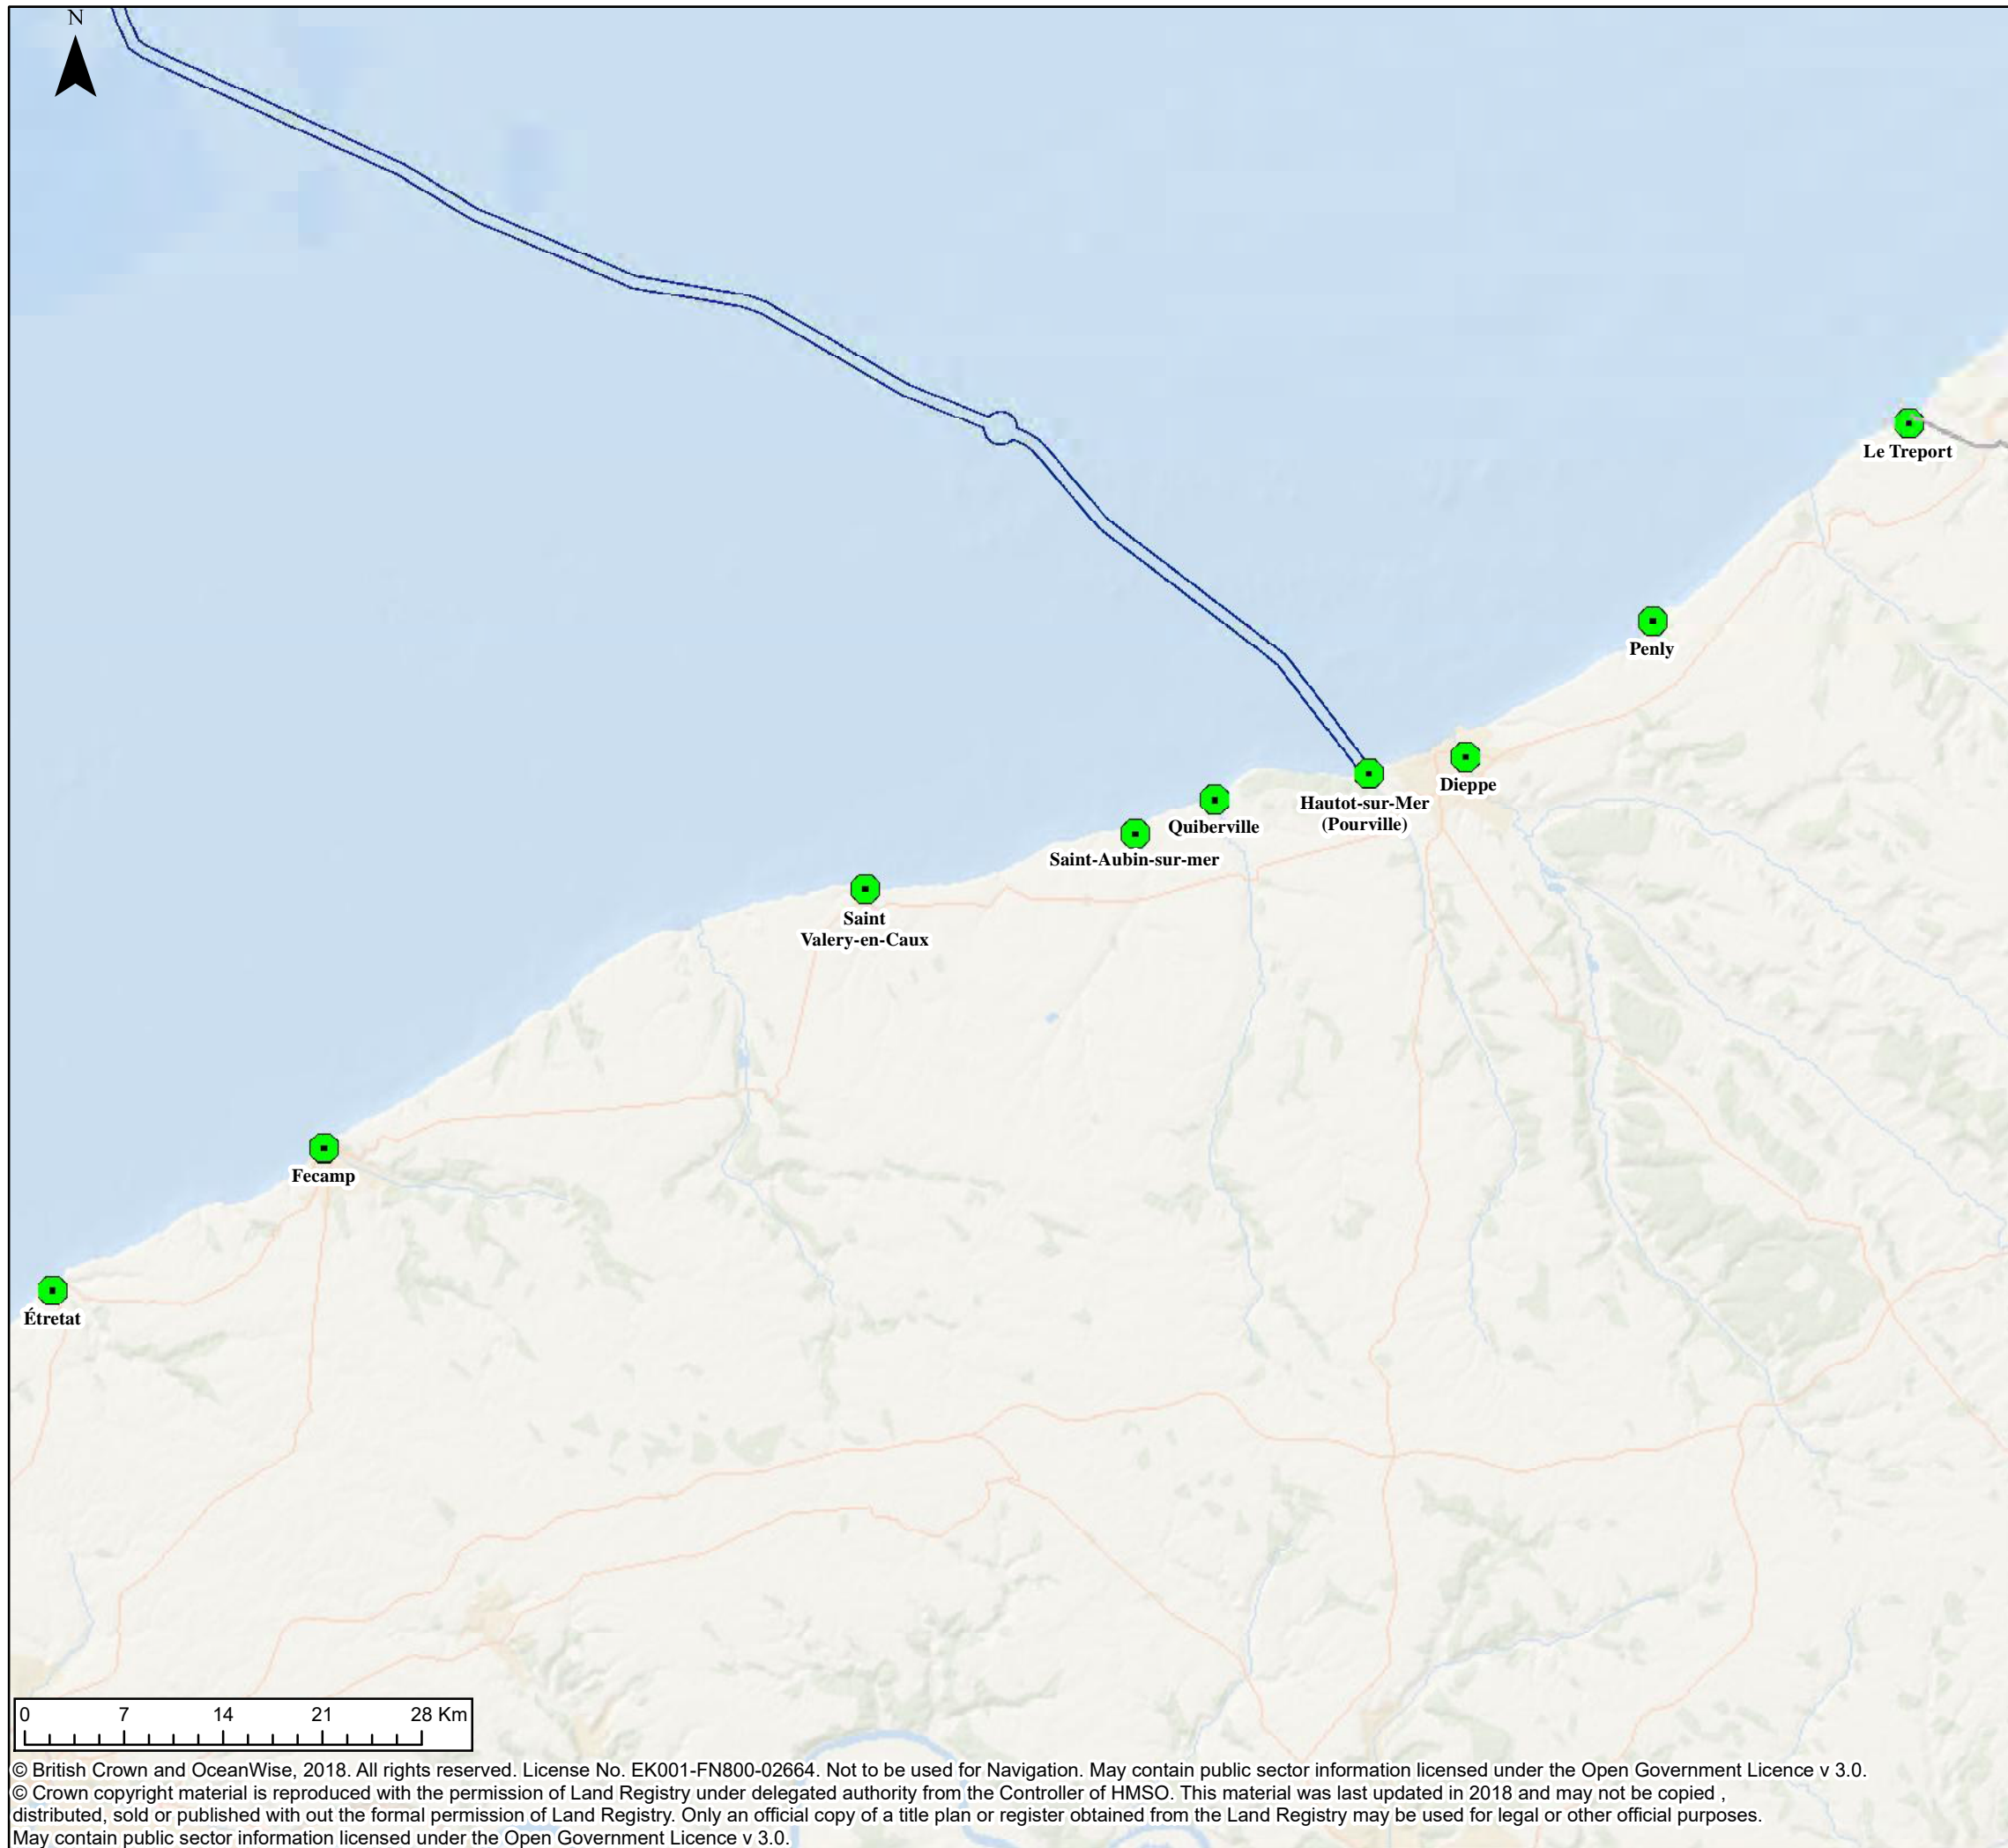 N
Le Treport
Penly
Dieppe
Hautot-sur-Mer
(Pourville)
Quiberville
Saint-Aubin-sur-mer
Saint
Valery-en-Caux
Fecamp
Étretat
0 7 14 21 28 Km
© British Crown and OceanWise, 2018. All rights reserved. License No. EK001-FN800-02664. Not to be used for Navigation. May contain public sector information licensed under the Open Government Licence v 3.0.
© Crown copyright material is reproduced with the permission of Land Registry under delegated authority from the Controller of HMSO. This material was last updated in 2018 and may not be copied ,
distributed, sold or published with out the formal permission of Land Registry. Only an official copy of a title plan or register obtained from the Land Registry may be used for legal or other official purposes.
May contain public sector information licensed under the Open Government Licence v 3.0.